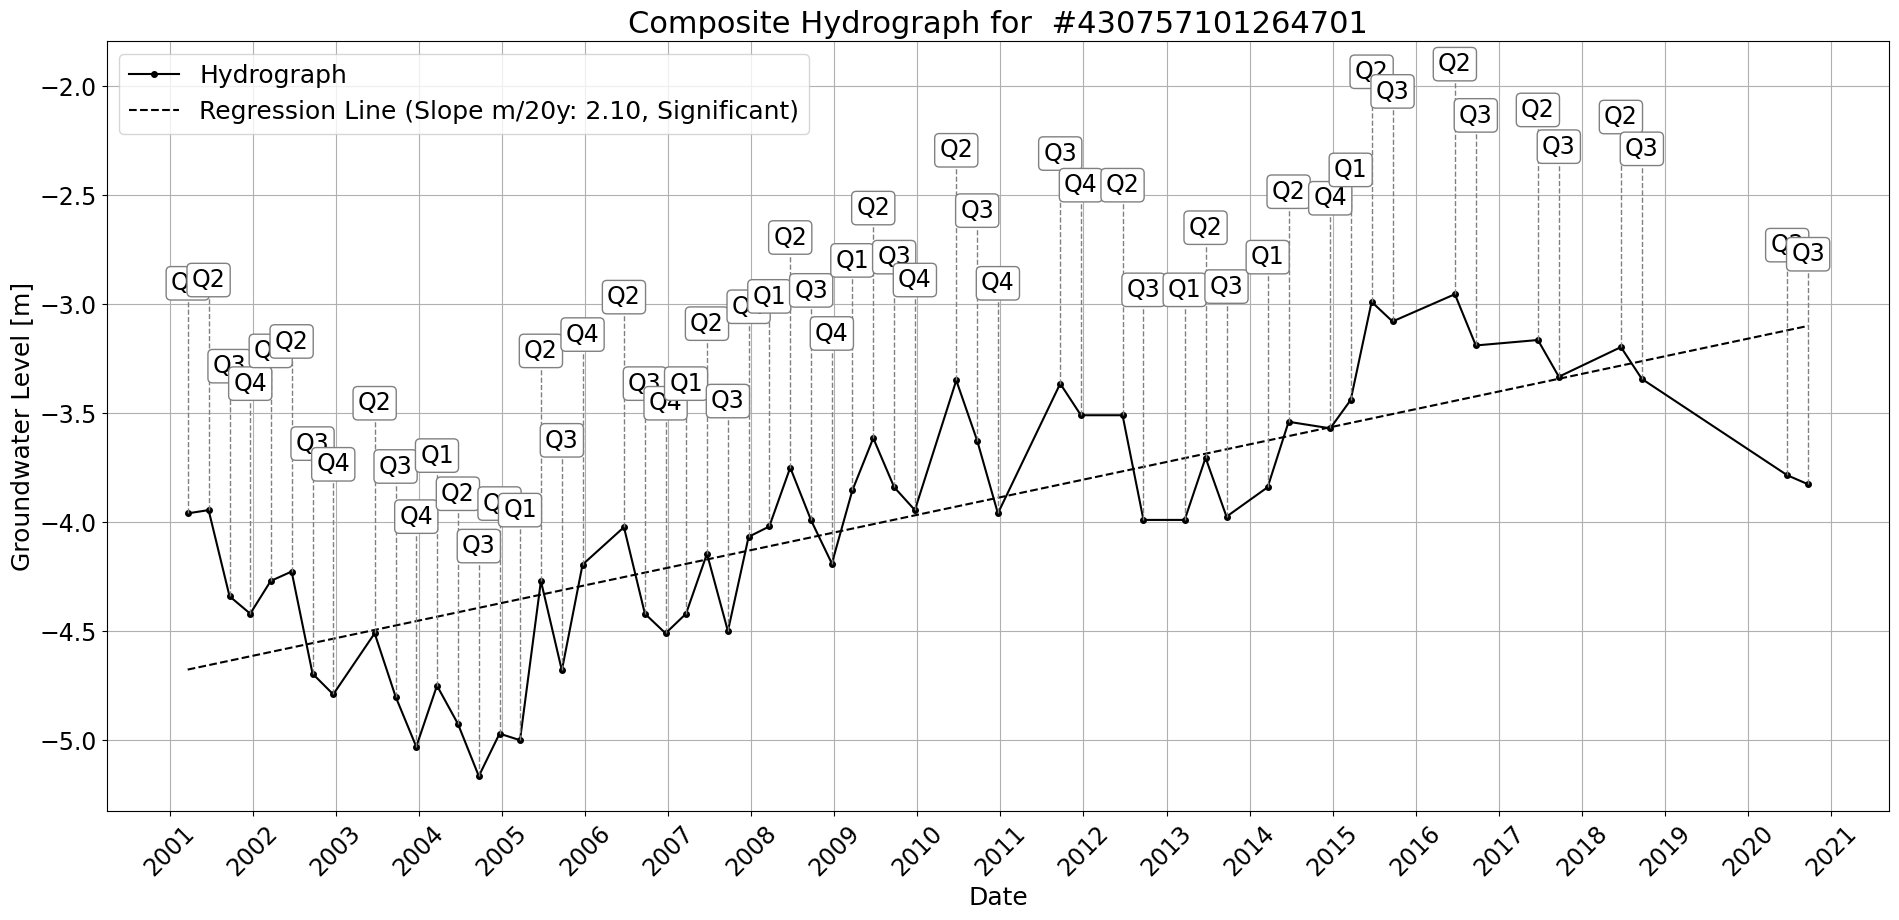 Composite Hydrograph for #430757101264701
Hydrograph
Regression Line (Slope m/20y: 2.10, Significant)
Groundwater Level [m]
−2.0
−2.5
−3.0
−3.5
−4.0
−4.5
−5.0
Q2
Q3
Q4
Q2
Q3
Q4
Q2
Q3
Q4
Q2
Q3
Q4
Q1
Q2
Q3
Q1
Q2
Q3
Q4
Q2
Q3
Q4
Q1
Q2
Q3
Q1
Q2
Q3
Q4
Q1
Q2
Q3
Q4
Q2
Q3
Q4
Q3
Q4
Q2
Q3
Q1
Q2
Q3
Q1
Q2
Q4
Q1
Q2
Q3
Q2
Q3
Q2
Q3
Q2
Q3
Q3
2001
2002
2003
2004
2005
2006
2007
2008
2009
2010
2011
2012
2013
2014
2015
2016
2017
2018
2019
2020
2021
Date